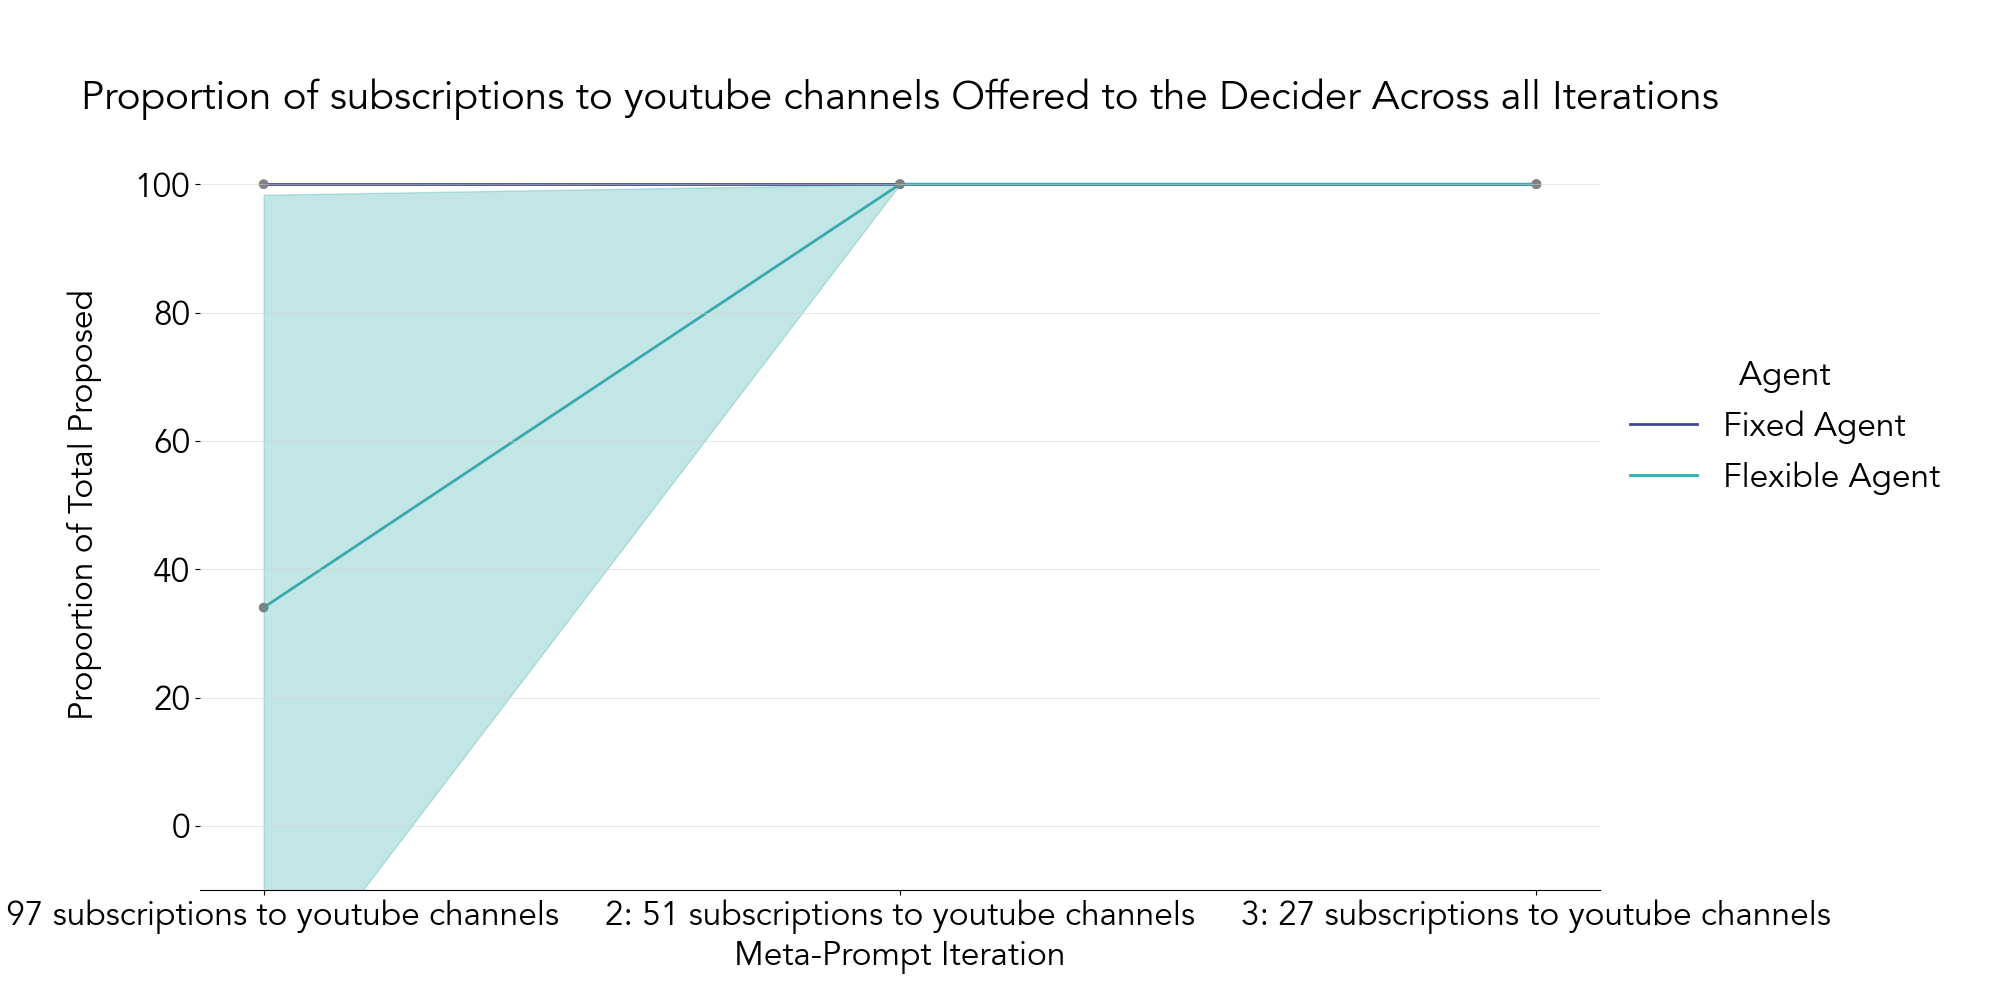 Proportion of subscriptions to youtube channels Offered to the Decider Across all Iterations
100
80
60
40
20
0
Proportion of Total Proposed
97 subscriptions to youtube channels
2: 51 subscriptions to youtube channels
3: 27 subscriptions to youtube channels
Meta-Prompt Iteration
Agent
Fixed Agent
Flexible Agent